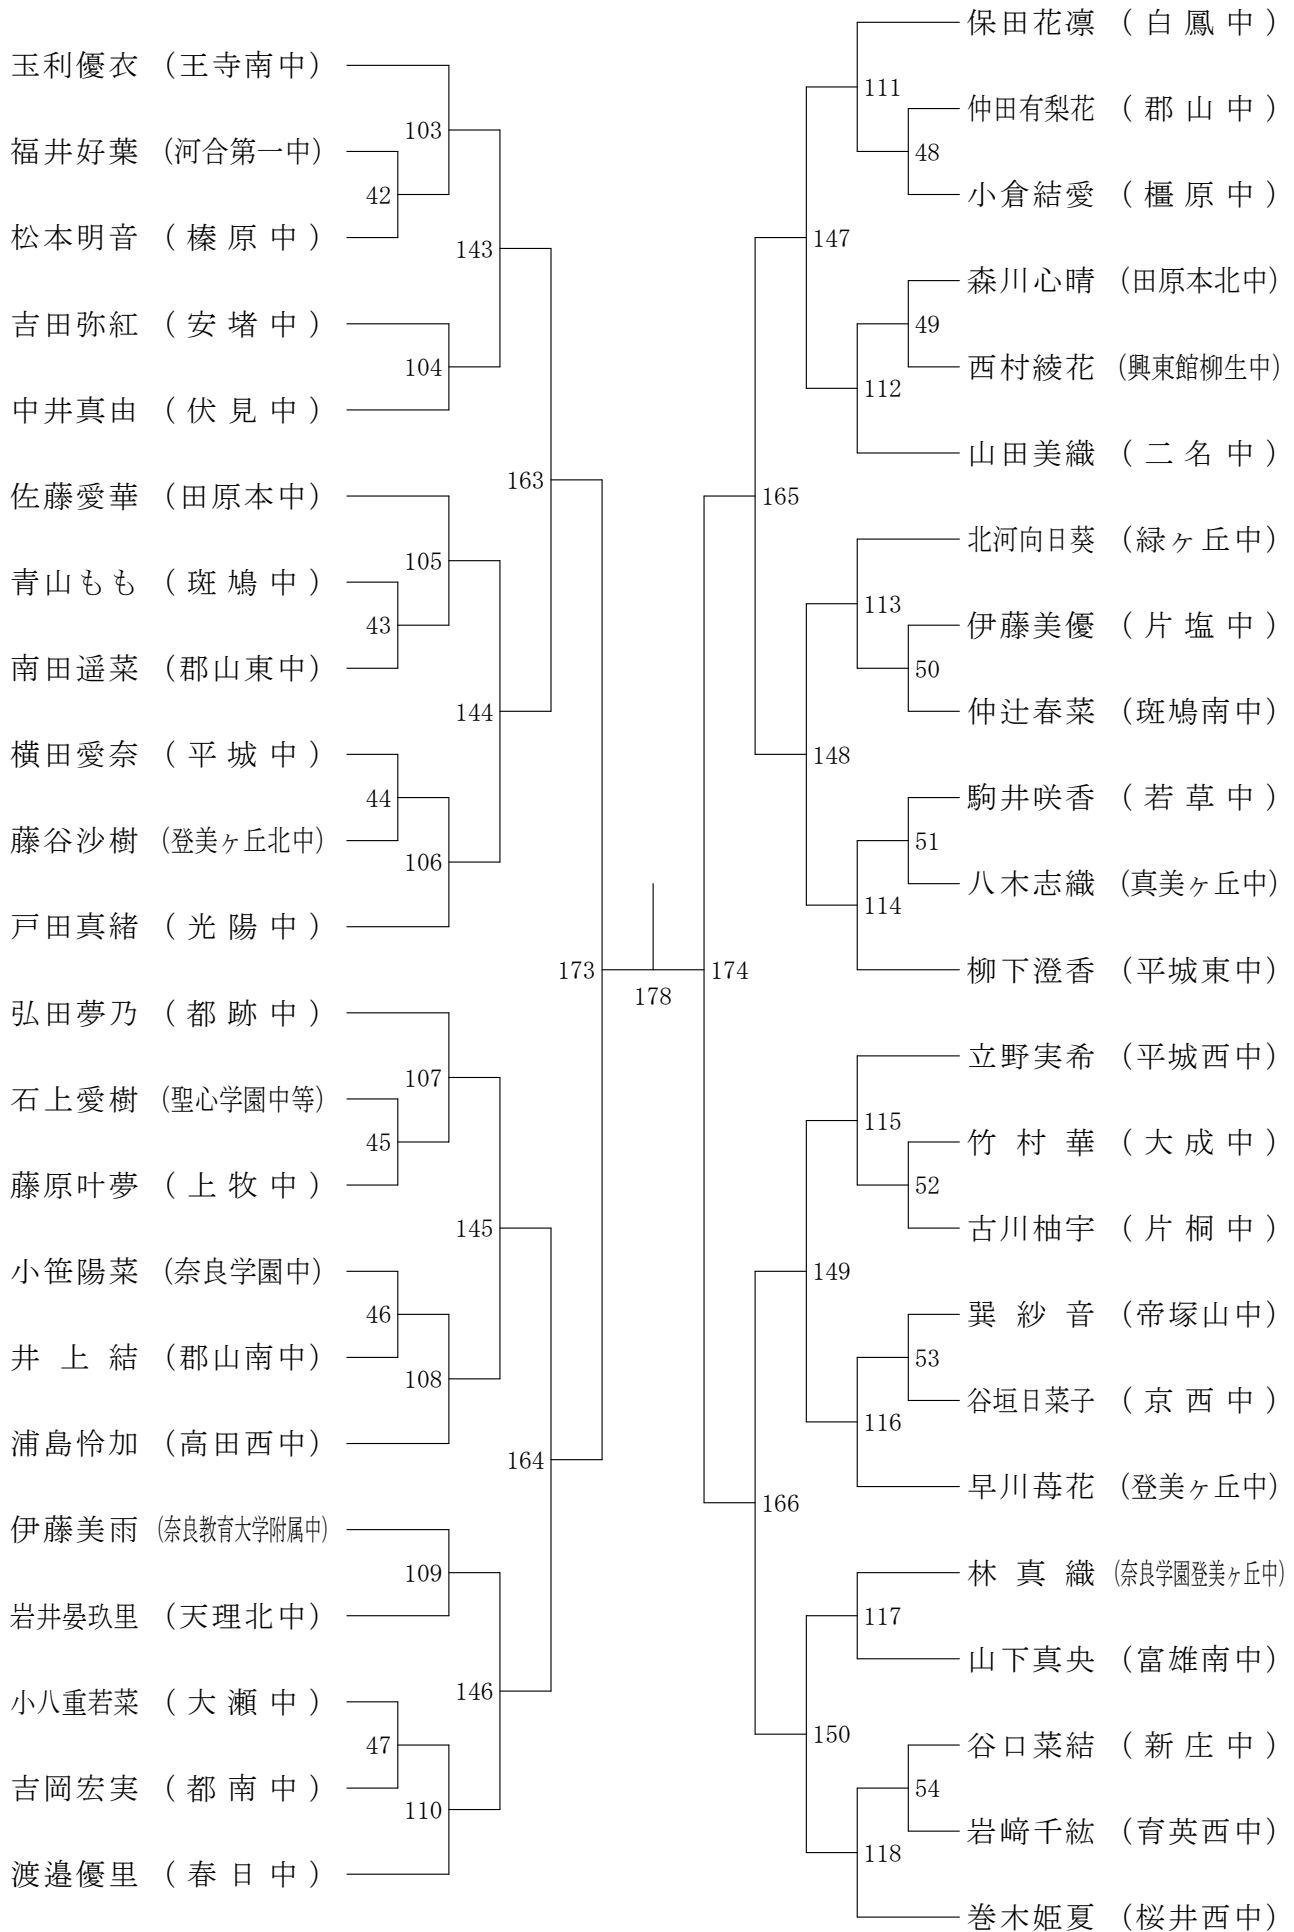 玉利優衣 (王寺南中)
福井好葉 (河合第一中)
松本明音 (榛原中)
吉田弥紅 (安堵中)
中井真由 (伏見中)
佐藤愛華 (田原本中)
青山もも (斑鳩中)
南田遥菜 (郡山東中)
横田愛奈 (平城中)
藤谷沙樹 (登美ヶ丘北中)
戸田真緒 (光陽中)
弘田夢乃 (都跡中)
石上愛樹 (聖心学園中等)
藤原叶夢 (上牧中)
小笹陽菜 (奈良学園中)
井上結 (郡山南中)
浦島怜加 (高田西中)
伊藤美雨 (奈良教育大学附属中)
岩井晏玖里 (天理北中)
小八重若菜 (大瀬中)
吉岡宏実 (都南中)
渡邉優里 (春日中)
42
43
44
45
46
47
103
104
105
106
107
108
109
110
143
144
145
146
163
164
173
178
174
165
166
147
148
149
150
111
112
113
114
115
116
117
118
48
49
50
51
52
53
54
保田花凛 (白鳳中)
仲田有梨花 (郡山中)
小倉結愛 (橿原中)
森川心晴 (田原本北中)
西村綾花 (興東館柳生中)
山田美織 (二名中)
北河向日葵 (緑ヶ丘中)
伊藤美優 (片塩中)
仲辻春菜 (斑鳩南中)
駒井咲香 (若草中)
八木志織 (真美ヶ丘中)
柳下澄香 (平城東中)
立野実希 (平城西中)
竹村華 (大成中)
古川柚宇 (片桐中)
巽紗音 (帝塚山中)
谷垣日菜子 (京西中)
早川苺花 (登美ヶ丘中)
林真織 (奈良学園登美ヶ丘中)
山下真央 (富雄南中)
谷口菜結 (新庄中)
岩﨑千紘 (育英西中)
巻木姫夏 (桜井西中)